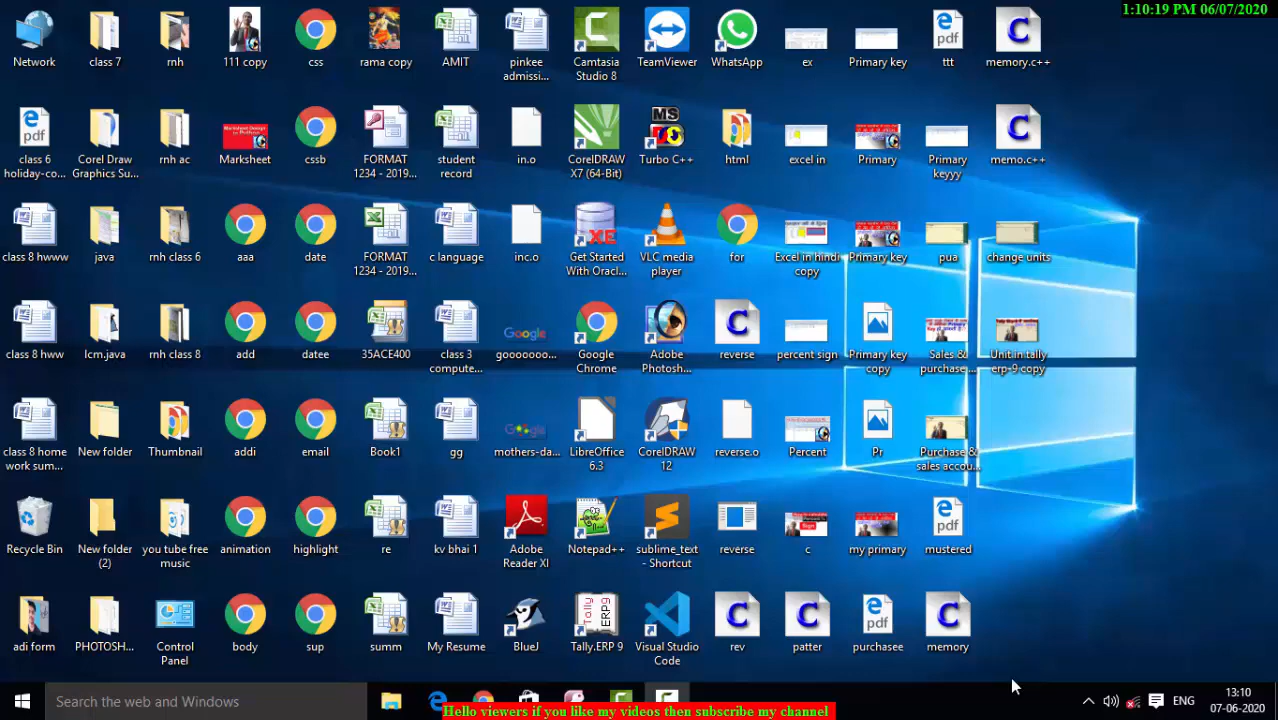 1:10:19 PM 06/07/2020
Network
class 7
rnh
111 copy
css
rama copy
AMIT
pinkee
admissi...
Camtasia
Studio 8
TeamViewer
WhatsApp
ex
Primary key
ttt
memory.c++
class 6
holiday-co...
Corel Draw
Graphics Su...
rnh ac
Marksheet
cssb
FORMAT
1234 - 2019...
student
record
in.o
CorelDRAW
X7 (64-Bit)
Turbo C++
html
excel in
Primary
Primary
keyyy
memo.c++
class 8 hwww
java
rnh class 6
aaa
date
FORMAT
1234 - 2019...
c language
inc.o
Get Started
With Oracl...
VLC media
player
for
Excel in hindi
copy
Primary key
pua
change units
class 8 hww
lcm.java
rnh class 8
add
datee
35ACE400
class 3
compute...
goooooooo...
Google
Chrome
Adobe
Photosh...
reverse
percent sign
Primary key
copy
Sales &
purchase ...
Unit in tally
erp-9 copy
class 8 home
work sum...
New folder
Thumbnail
addi
email
Book1
gg
mothers-da...
LibreOffice
6.3
CorelDRAW
12
reverse.o
Percent
Pr
Purchase &
sales accou...
Recycle Bin
New folder
(2)
you tube free
music
animation
highlight
re
kv bhai 1
Adobe
Reader XI
Notepad++
sublime_text
- Shortcut
reverse
c
my primary
mustered
adi form
PHOTOSH...
Control
Panel
body
sup
summ
My Resume
BlueJ
Tally.ERP 9
Visual Studio
Code
rev
patter
purchasee
memory
Search the web and Windows
ENG
13:10
07-06-2020
Hello viewers if you like my videos then subscribe my channel